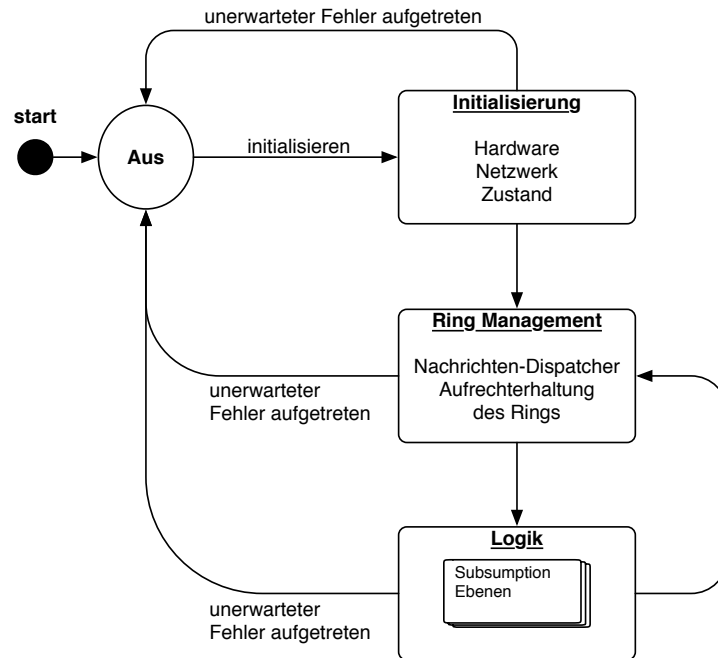 unerwarteter Fehler aufgetreten
start
Aus
initialisieren
Initialisierung
Hardware
Netzwerk
Zustand
Ring Management
Nachrichten-Dispatcher
Aufrechterhaltung
des Rings
unerwarteter
Fehler aufgetreten
Logik
Subsumption
Ebenen
unerwarteter
Fehler aufgetreten